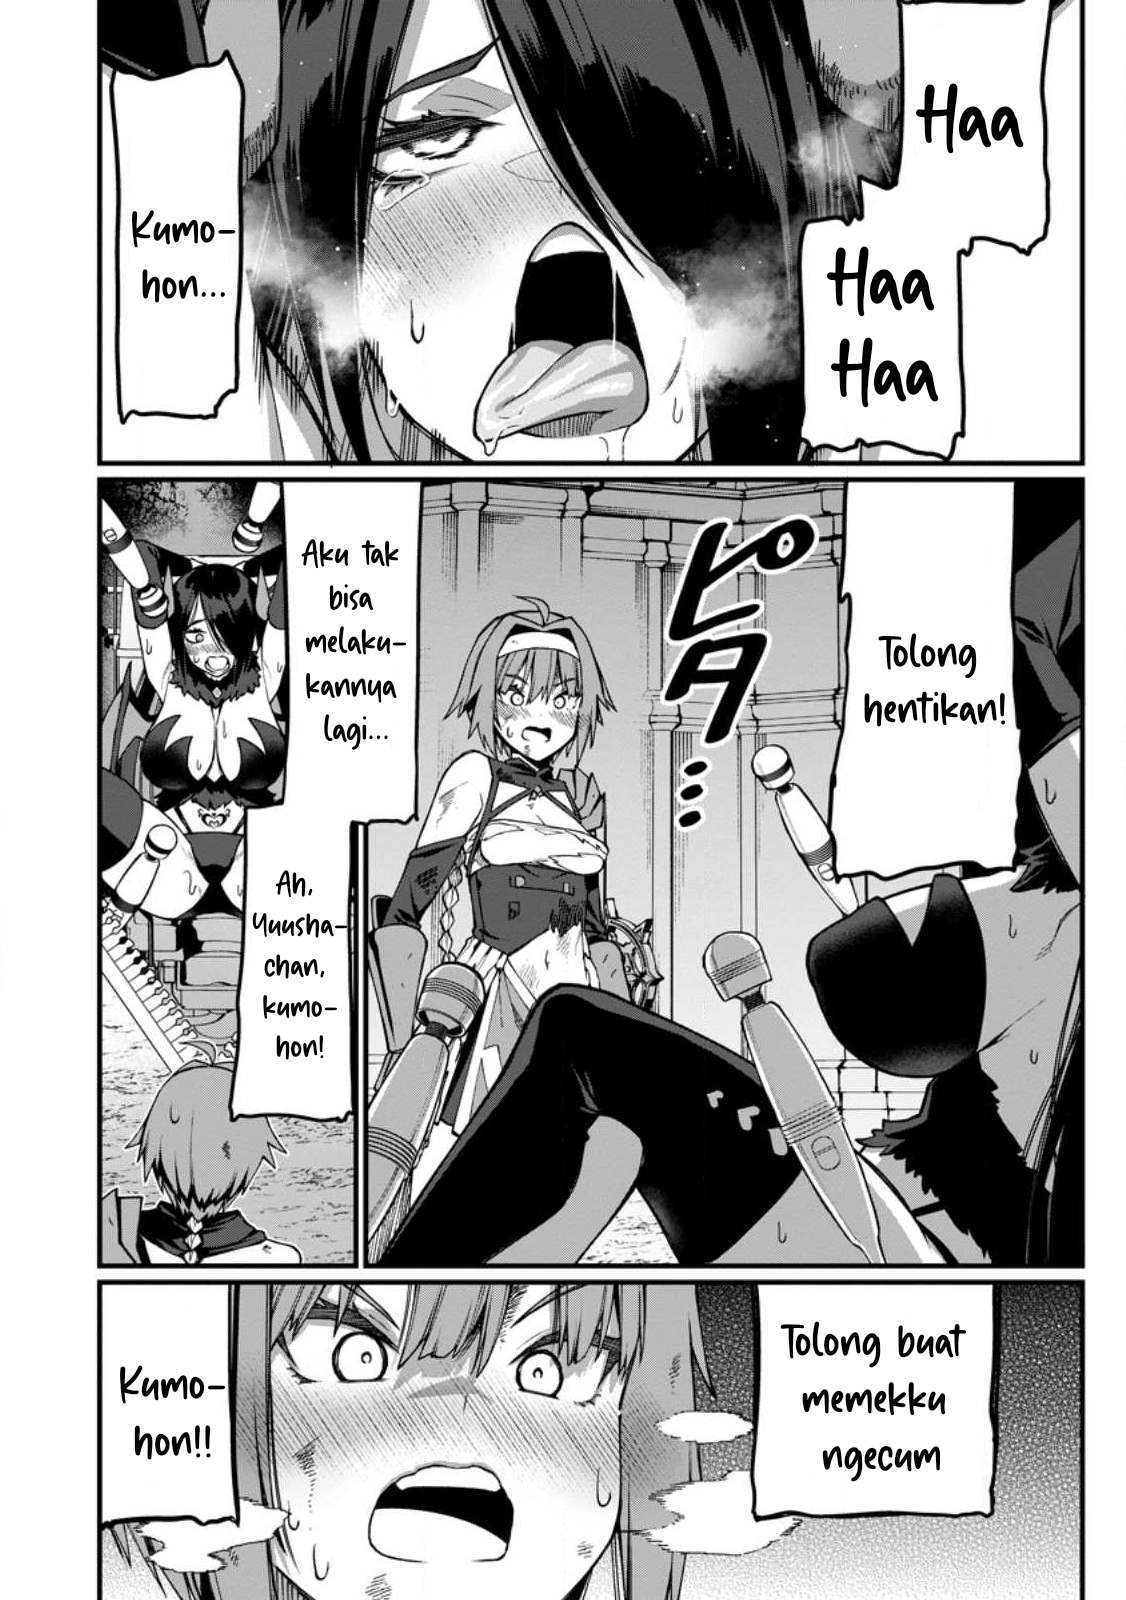 Haa
Haa
Haa
Kumo-
hon...
Tolong
hentikan!
ピタ...
Aku tak
bisa
melaku-
kannya
lagi...
Ah,
Yuusha-
chan,
kumo-
hon!
Tolong buat
memekku
ngecum
Kumo-
hon!!